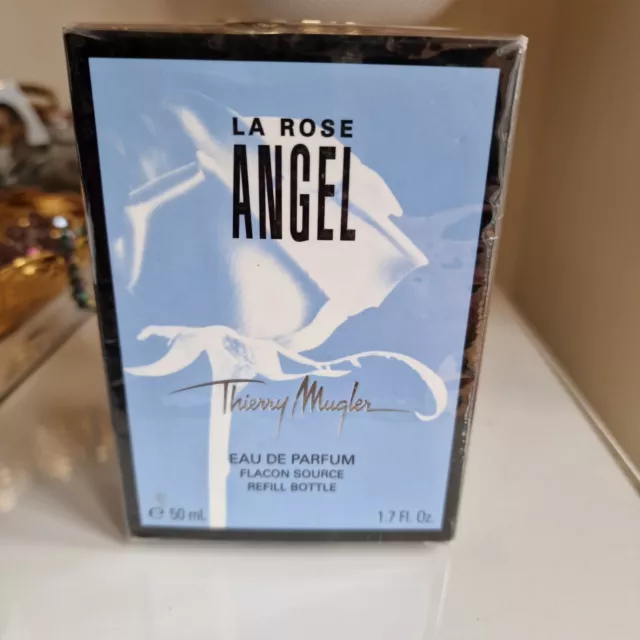 LA ROSE
ANGEL
Thierry Mugler
EAU DE PARFUM
FLACON SOURCE
REFILL BOTTLE
℮ 50 mL 1.7 Fl. Oz.